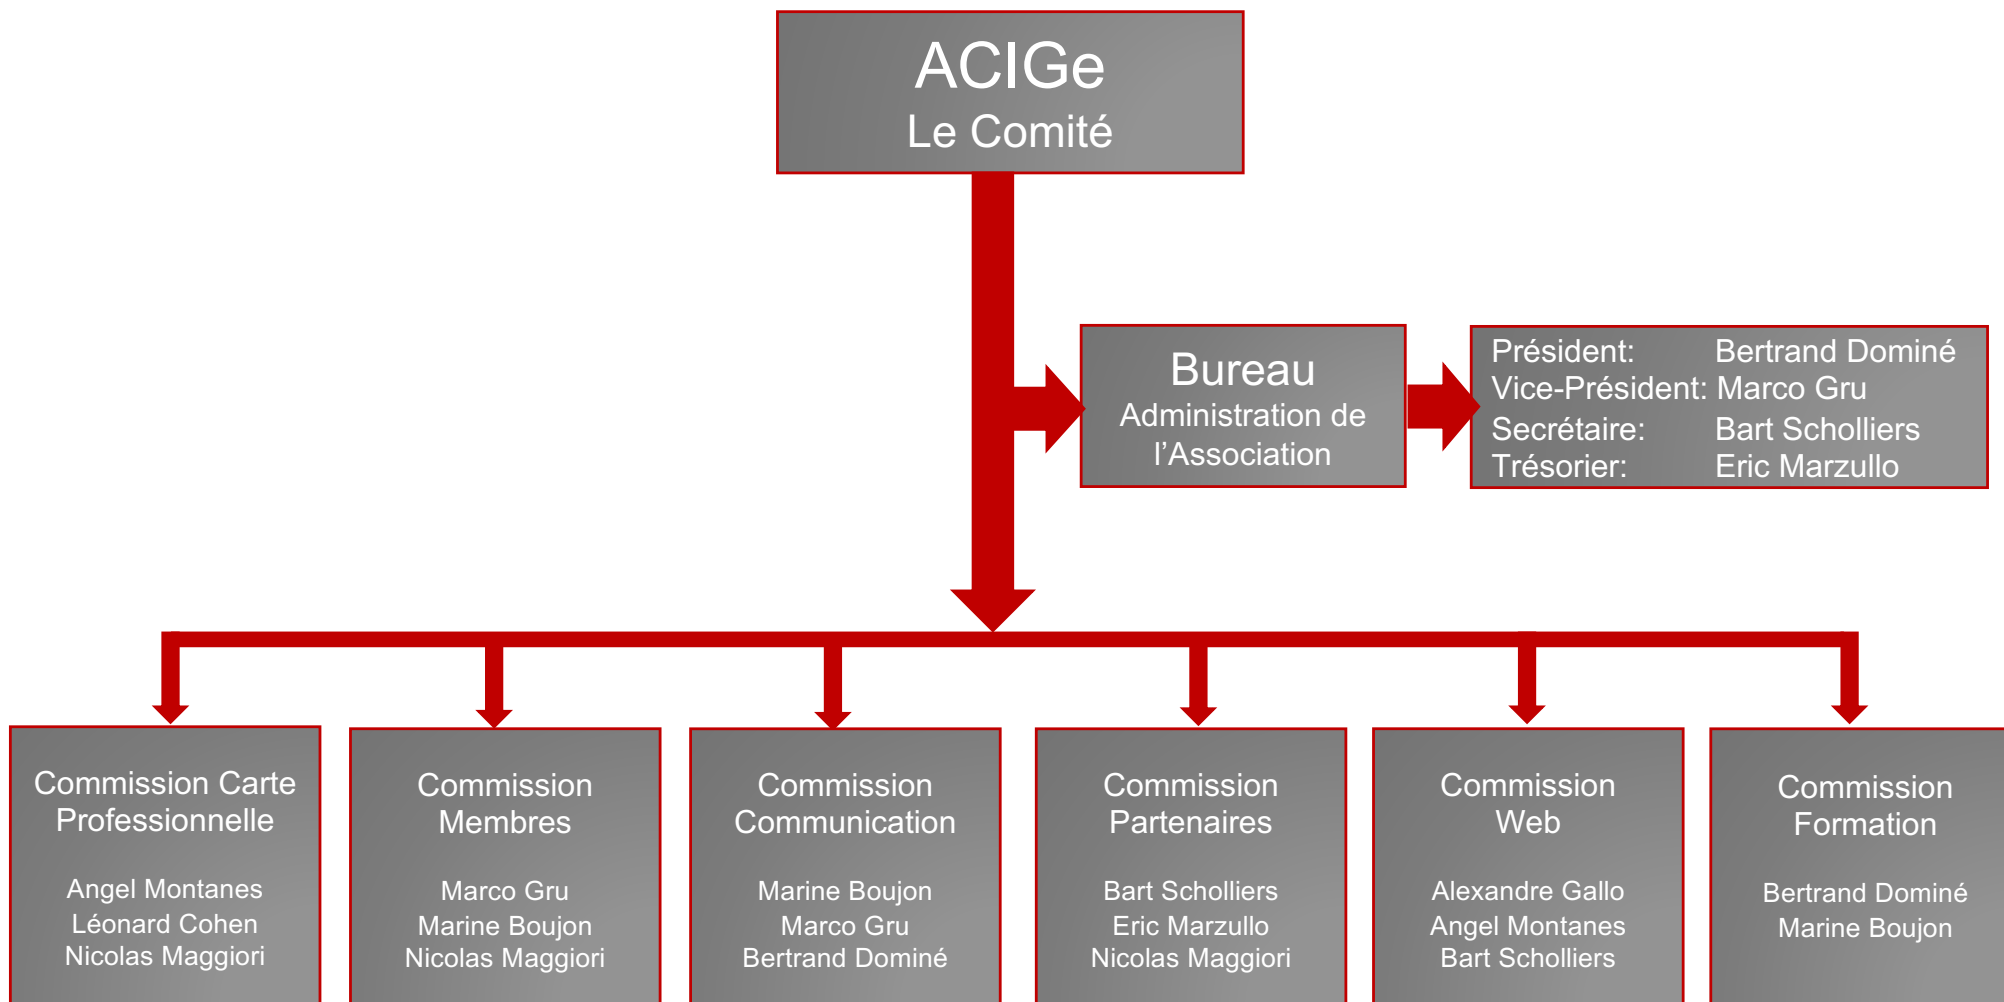 ACIGe
Le Comité
Bureau
Administration de
l’Association
Président: Bertrand Dominé
Vice-Président: Marco Gru
Secrétaire: Bart Scholliers
Trésorier: Eric Marzullo
Commission Carte
Professionnelle
Angel Montanes
Léonard Cohen
Nicolas Maggiori
Commission
Membres
Marco Gru
Marine Boujon
Nicolas Maggiori
Commission
Communication
Marine Boujon
Marco Gru
Bertrand Dominé
Commission
Partenaires
Bart Scholliers
Eric Marzullo
Nicolas Maggiori
Commission
Web
Alexandre Gallo
Angel Montanes
Bart Scholliers
Commission
Formation
Bertrand Dominé
Marine Boujon